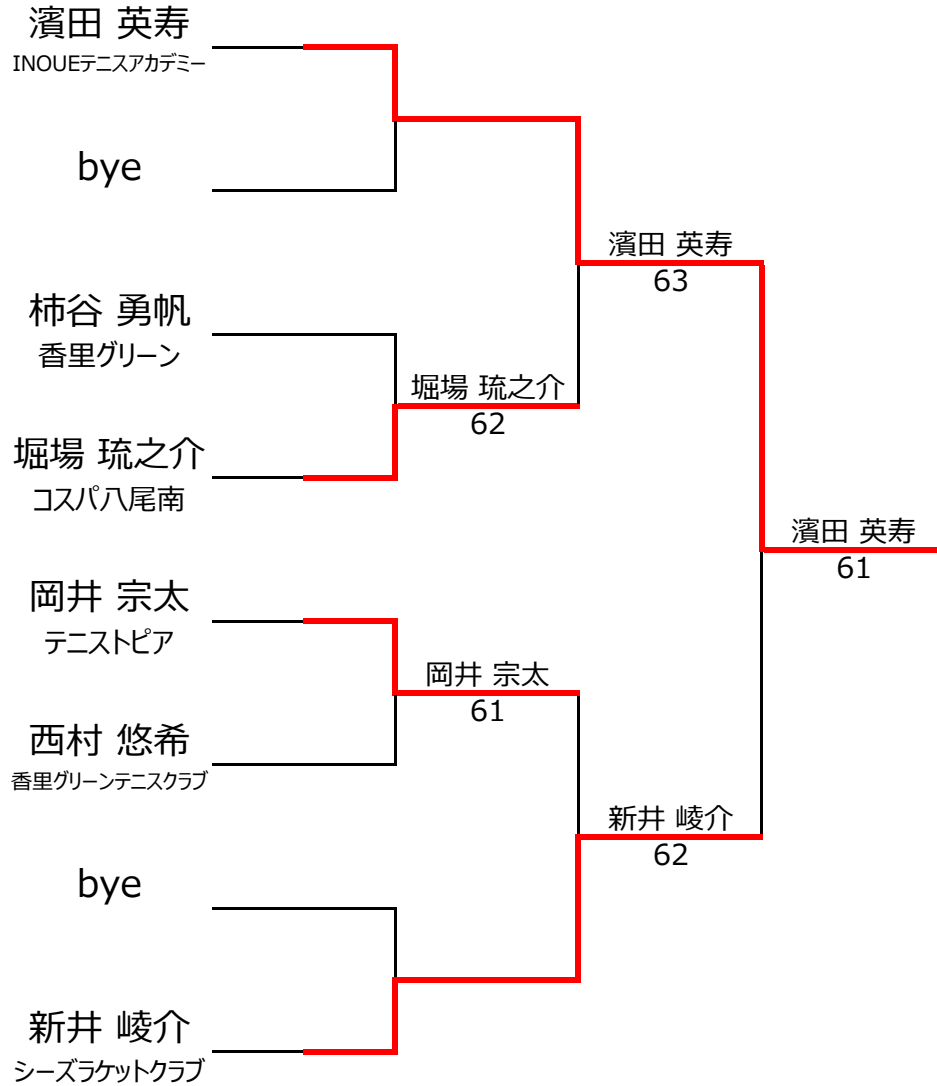 濱田 英寿
INOUEテニスアカデミー
bye
濱田 英寿
63
柿谷 勇帆
香里グリーン
堀場 琉之介
62
堀場 琉之介
コスパ八尾南
濱田 英寿
61
岡井 宗太
テニストピア
岡井 宗太
61
西村 悠希
香里グリーンテニスクラブ
新井 崚介
62
bye
新井 崚介
シーズラケットクラブ